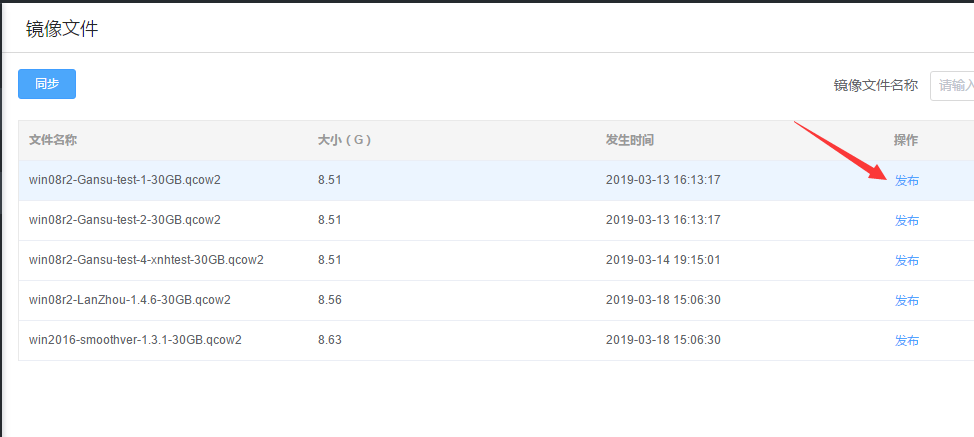 镜像文件
同步 镜像文件名称 请输入
文件名称 大小（G） 发生时间 操作
win08r2-Gansu-test-1-30GB.qcow2 8.51 2019-03-13 16:13:17 发布
win08r2-Gansu-test-2-30GB.qcow2 8.51 2019-03-13 16:13:17 发布
win08r2-Gansu-test-4-xnhtest-30GB.qcow2 8.51 2019-03-14 19:15:01 发布
win08r2-LanZhou-1.4.6-30GB.qcow2 8.56 2019-03-18 15:06:30 发布
win2016-smoothver-1.3.1-30GB.qcow2 8.63 2019-03-18 15:06:30 发布